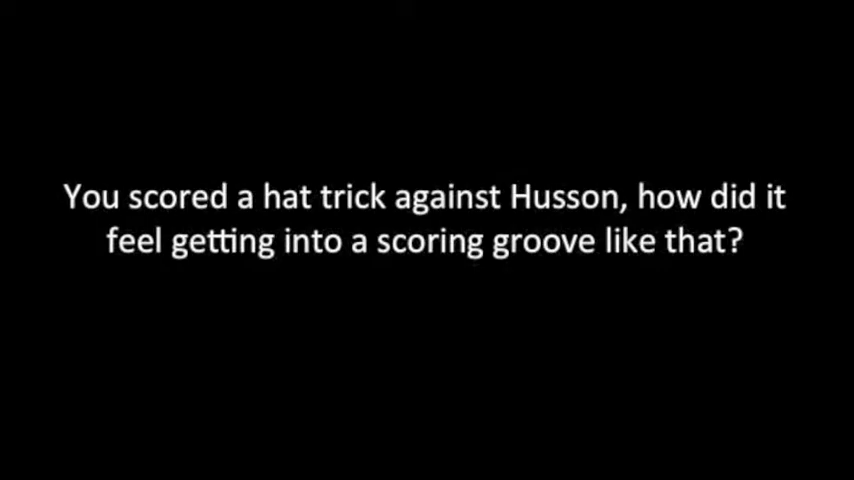 You scored a hat trick against Husson, how did it
feel getting into a scoring groove like that?